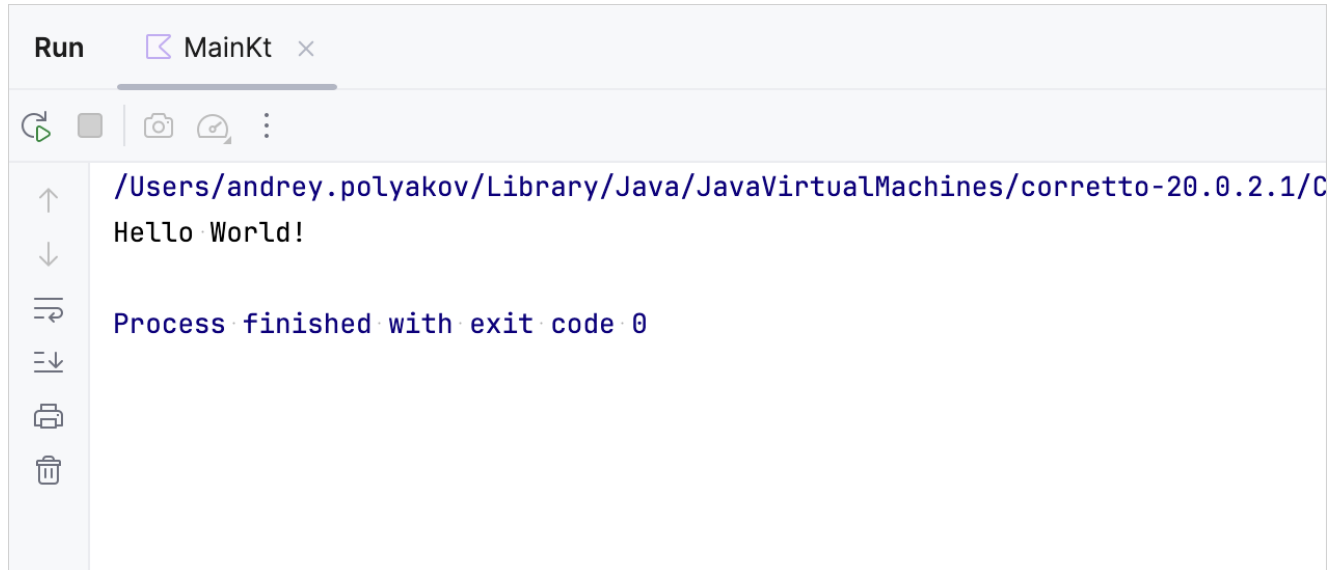 Run MainKt
/Users/andrey.polyakov/Library/Java/JavaVirtualMachines/corretto-20.0.2.1/C
Hello World!
Process finished with exit code 0